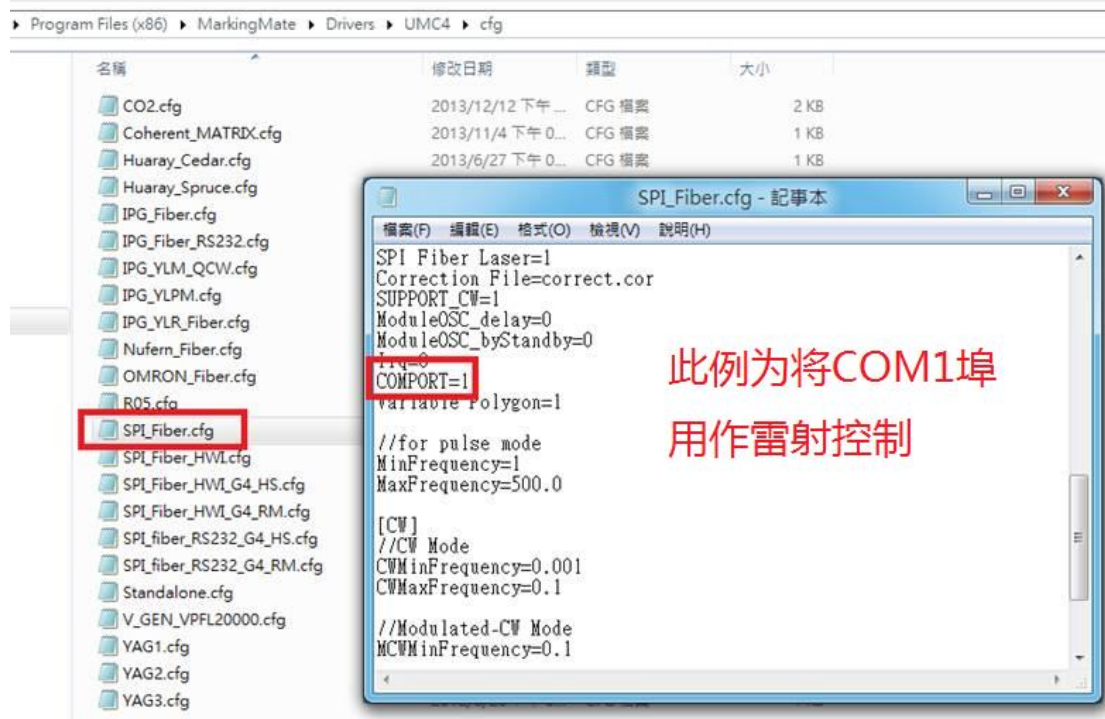 Program Files (x86) ▸ MarkingMate ▸ Drivers ▸ UMC4 ▸ cfg
名稱 修改日期 類型 大小
CO2.cfg 2013/12/12 下午 ... CFG 檔案 2 KB
Coherent_MATRIX.cfg 2013/11/4 下午 0... CFG 檔案 1 KB
Huaray_Cedar.cfg 2013/6/27 下午 0... CFG 檔案 1 KB
Huaray_Spruce.cfg
IPG_Fiber.cfg
IPG_Fiber_RS232.cfg
IPG_YLM_QCW.cfg
IPG_YLPM.cfg
IPG_YLR_Fiber.cfg
Nufern_Fiber.cfg
OMRON_Fiber.cfg
R05.cfg
SPI_Fiber.cfg
SPI_Fiber_HWI.cfg
SPI_Fiber_HWI_G4_HS.cfg
SPI_Fiber_HWI_G4_RM.cfg
SPI_fiber_RS232_G4_HS.cfg
SPI_fiber_RS232_G4_RM.cfg
Standalone.cfg
V_GEN_VPFL20000.cfg
YAG1.cfg
YAG2.cfg
YAG3.cfg
SPI_Fiber.cfg - 記事本
檔案(F) 編輯(E) 格式(O) 檢視(V) 說明(H)
SPI Fiber Laser=1
Correction File=correct.cor
SUPPORT_CW=1
ModuleOSC_delay=0
ModuleOSC_byStandby=0
Irq=0
COMPORT=1
Variable Polygon=1
//for pulse mode
MinFrequency=1
MaxFrequency=500.0
[CW]
//CW Mode
CWMinFrequency=0.001
CWMaxFrequency=0.1
//Modulated-CW Mode
MCWMinFrequency=0.1
此例为将COM1埠
用作雷射控制